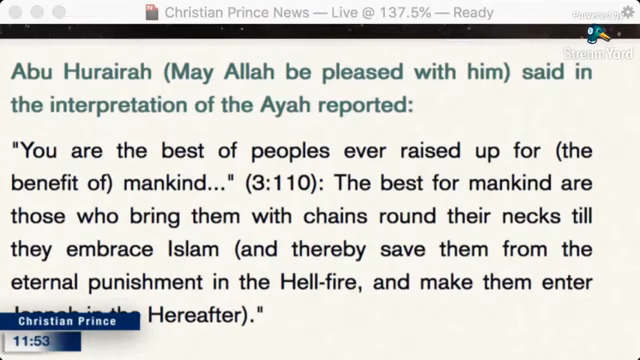 Christian Prince News — Live @ 137.5% — Ready
Powered by
StreamYard
Abu Hurairah (May Allah be pleased with him) said in
the interpretation of the Ayah reported:
"You are the best of peoples ever raised up for (the
benefit of) mankind..." (3:110): The best for mankind are
those who bring them with chains round their necks till
they embrace Islam (and thereby save them from the
eternal punishment in the Hell-fire, and make them enter
in the Hereafter)."
Christian Prince
11:53